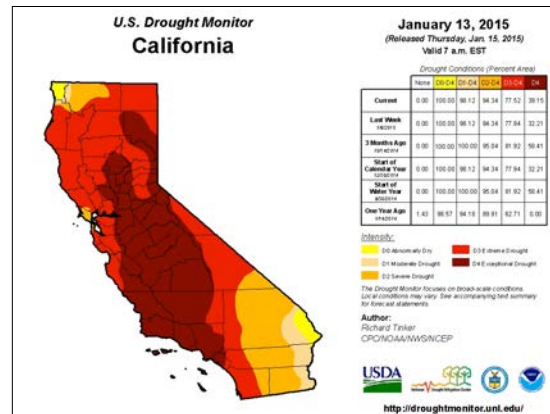 U.S. Drought Monitor
California
January 13, 2015
(Released Thursday, Jan. 15, 2015)
Valid 7 a.m. EST
Drought Conditions (Percent Area)
None D0-D4 D1-D4 D2-D4 D3-D4 D4
Current 0.00 100.00 98.12 94.34 77.52 39.15
Last Week 0.00 100.00 98.12 94.34 77.94 32.21
3 Months Ago 0.00 100.00 100.00 95.04 81.92 58.41
Start of Calendar Year 0.00 100.00 98.12 94.34 77.94 32.21
Start of Water Year 0.00 100.00 100.00 95.04 81.92 58.41
One Year Ago 1.43 98.57 94.18 89.91 62.71 0.00
Intensity:
D0 Abnormally Dry D3 Extreme Drought
D1 Moderate Drought D4 Exceptional Drought
D2 Severe Drought
The Drought Monitor focuses on broad-scale conditions.
Local conditions may vary. See accompanying text summary
for forecast statements.
Author:
Richard Tinker
CPC/NOAA/NWS/NCEP
USDA
http://droughtmonitor.unl.edu/